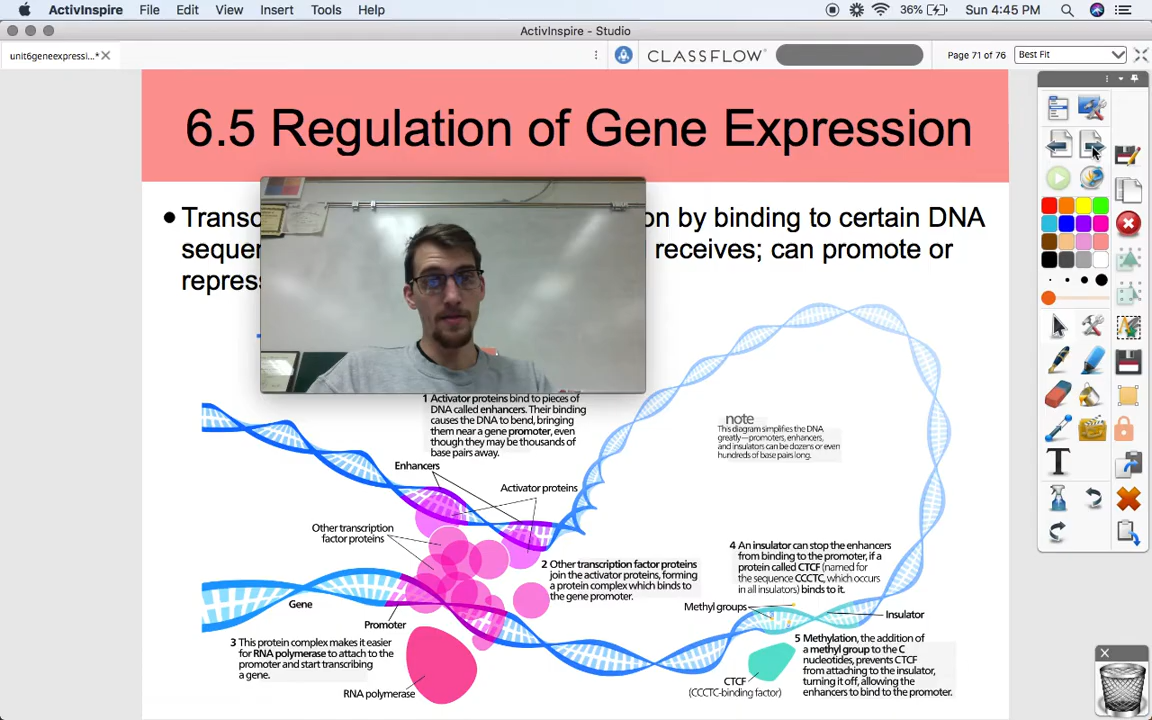 ActivInspire File Edit View Insert Tools Help 36% Sun 4:45 PM
ActivInspire - Studio
unit6geneexpressi...* CLASSFLOW Page 71 of 76 Best Fit
6.5 Regulation of Gene Expression
on by binding to certain DNA
receives; can promote or
1 Activator proteins bind to pieces of
DNA called enhancers. Their binding
causes the DNA to bend, bringing
them near a gene promoter, even
though they may be thousands of
base pairs away.
note
This diagram simplifies the DNA
greatly—promoters, enhancers,
and insulators can be dozens or even
hundreds of base pairs long.
Enhancers
Activator proteins
Other transcription
factor proteins
2 Other transcription factor proteins
join the activator proteins, forming
a protein complex which binds to
the gene promoter.
4 An insulator can stop the enhancers
from binding to the promoter, if a
protein called CTCF (named for
the sequence CCCTC, which occurs
in all insulators) binds to it.
Gene
Promoter
Methyl groups
Insulator
3 This protein complex makes it easier
for RNA polymerase to attach to the
promoter and start transcribing
a gene.
RNA polymerase
CTCF
(CCCTC-binding factor)
5 Methylation, the addition of
a methyl group to the C
nucleotides, prevents CTCF
from attaching to the insulator,
turning it off, allowing the
enhancers to bind to the promoter.
T